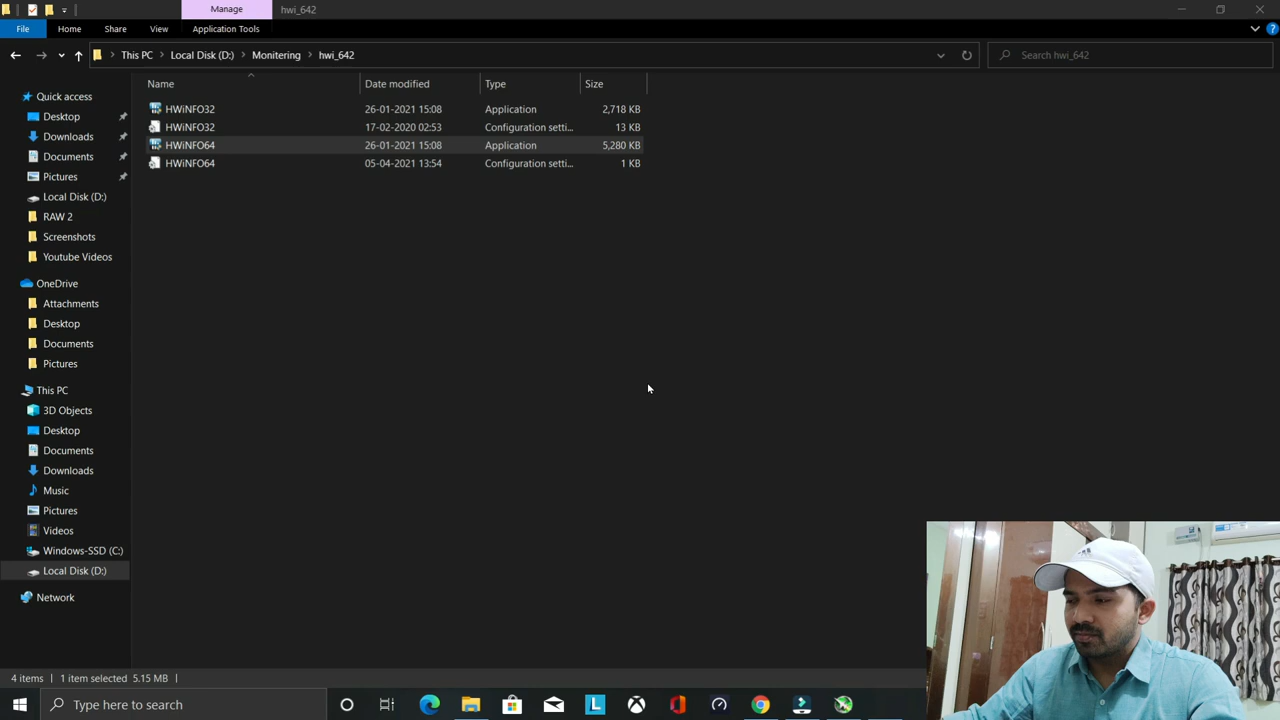 Manage
hwi_642
File
Home
Share
View
Application Tools
This PC
Local Disk (D:)
Monitering
hwi_642
Search hwi_642
Name
Date modified
Type
Size
HWiNFO32
26-01-2021 15:08
Application
2,718 KB
HWiNFO32
17-02-2020 02:53
Configuration setti...
13 KB
HWiNFO64
26-01-2021 15:08
Application
5,280 KB
HWiNFO64
05-04-2021 13:54
Configuration setti...
1 KB
Quick access
Desktop
Downloads
Documents
Pictures
Local Disk (D:)
RAW 2
Screenshots
Youtube Videos
OneDrive
Attachments
Desktop
Documents
Pictures
This PC
3D Objects
Desktop
Documents
Downloads
Music
Pictures
Videos
Windows-SSD (C:)
Local Disk (D:)
Network
4 items
1 item selected 5.15 MB
Type here to search